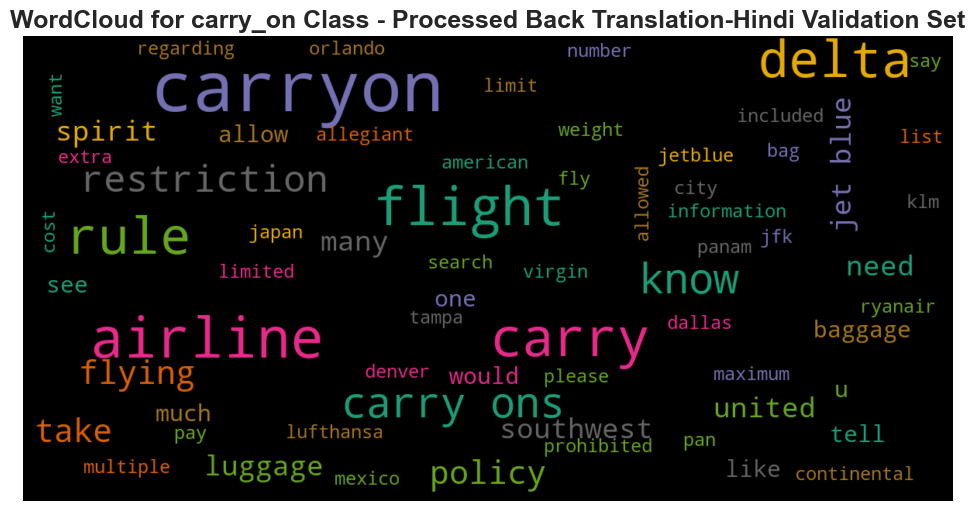 WordCloud for carry_on Class - Processed Back Translation-Hindi Validation Set
regarding orlando number delta say
want carryon limit
spirit allow allegiant weight included jet blue list
extra american jetblue bag
restriction fly allowed city klm
cost rule japan flight information
many panam jfk
limited search virgin know need
see one ryanair
airline tampa carry dallas baggage
flying denver would please maximum
much carry ons united u
take pay lufthansa southwest prohibited pan tell
multiple luggage mexico policy like continental